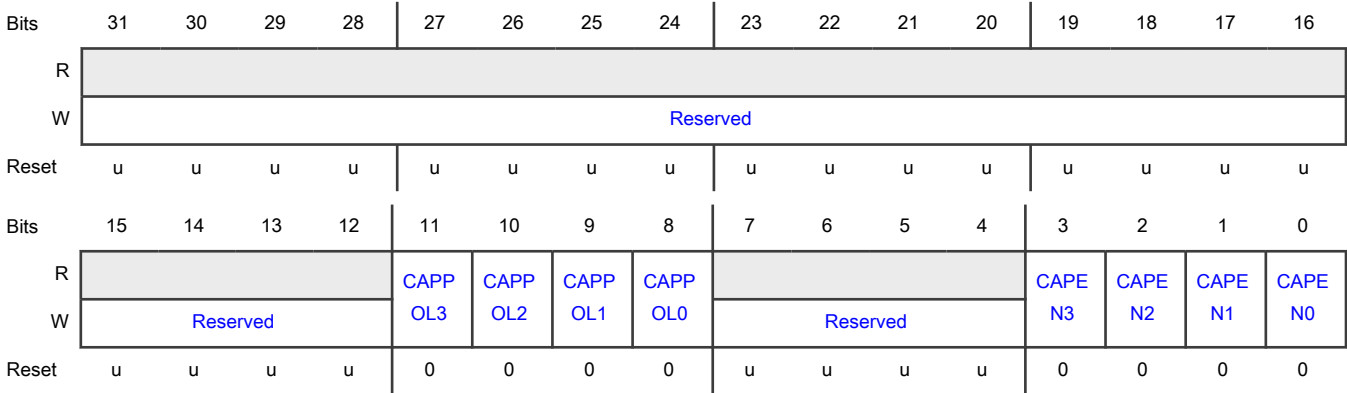 Bits 31 30 29 28 27 26 25 24 23 22 21 20 19 18 17 16
R
W Reserved
Reset u u u u u u u u u u u u u u u u
Bits 15 14 13 12 11 10 9 8 7 6 5 4 3 2 1 0
R CAPP CAPP CAPP CAPP CAPE CAPE CAPE CAPE
W Reserved OL3 OL2 OL1 OL0 Reserved N3 N2 N1 N0
Reset u u u u 0 0 0 0 u u u u 0 0 0 0